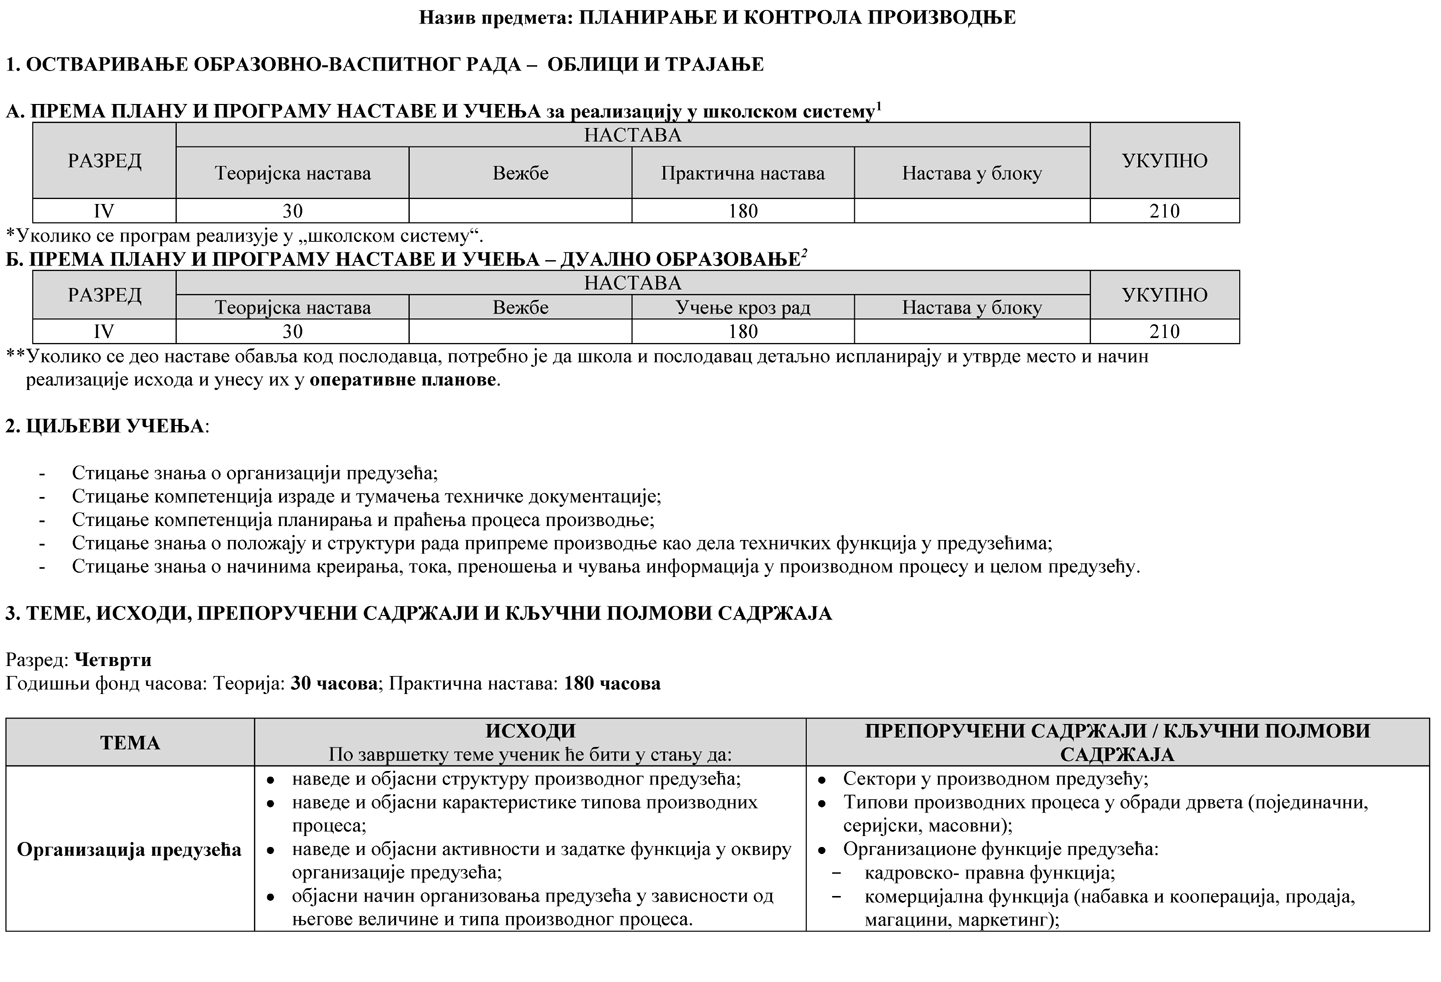 Назив предмета: ПЛАНИРАЊЕ И КОНТРОЛА ПРОИЗВОДЊЕ
1. ОСТВАРИВАЊЕ ОБРАЗОВНО-ВАСПИТНОГ РАДА – ОБЛИЦИ И ТРАЈАЊЕ
А. ПРЕМА ПЛАНУ И ПРОГРАМУ НАСТАВЕ И УЧЕЊА за реализацију у школском систему¹
РАЗРЕД
НАСТАВА
УКУПНО
Теоријска настава
Вежбе
Практична настава
Настава у блоку
IV
30
180
210
*Уколико се програм реализује у „школском систему“.
Б. ПРЕМА ПЛАНУ И ПРОГРАМУ НАСТАВЕ И УЧЕЊА – ДУАЛНО ОБРАЗОВАЊЕ²
РАЗРЕД
НАСТАВА
УКУПНО
Теоријска настава
Вежбе
Учење кроз рад
Настава у блоку
IV
30
180
210
**Уколико се део наставе обавља код послодавца, потребно је да школа и послодавац детаљно испланирају и утврде место и начин
реализације исхода и унесу их у оперативне планове.
2. ЦИЉЕВИ УЧЕЊА:
- Стицање знања о организацији предузећа;
- Стицање компетенција израде и тумачења техничке документације;
- Стицање компетенција планирања и праћења процеса производње;
- Стицање знања о положају и структури рада припреме производње као дела техничких функција у предузећима;
- Стицање знања о начинима креирања, тока, преношења и чувања информација у производном процесу и целом предузећу.
3. ТЕМЕ, ИСХОДИ, ПРЕПОРУЧЕНИ САДРЖАЈИ И КЉУЧНИ ПОЈМОВИ САДРЖАЈА
Разред: Четврти
Годишњи фонд часова: Теорија: 30 часова; Практична настава: 180 часова
ТЕМА
ИСХОДИ
По завршетку теме ученик ће бити у стању да:
ПРЕПОРУЧЕНИ САДРЖАЈИ / КЉУЧНИ ПОЈМОВИ
САДРЖАЈА
Организација предузећа
• наведе и објасни структуру производног предузећа;
• наведе и објасни карактеристике типова производних
процеса;
• наведе и објасни активности и задатке функција у оквиру
организације предузећа;
• објасни начин организовања предузећа у зависности од
његове величине и типа производног процеса.
• Сектори у производном предузећу;
• Типови производних процеса у обради дрвета (појединачни,
серијски, масовни);
• Организационе функције предузећа:
− кадровско- правна функција;
− комерцијална функција (набавка и кооперација, продаја,
магацини, маркетинг);